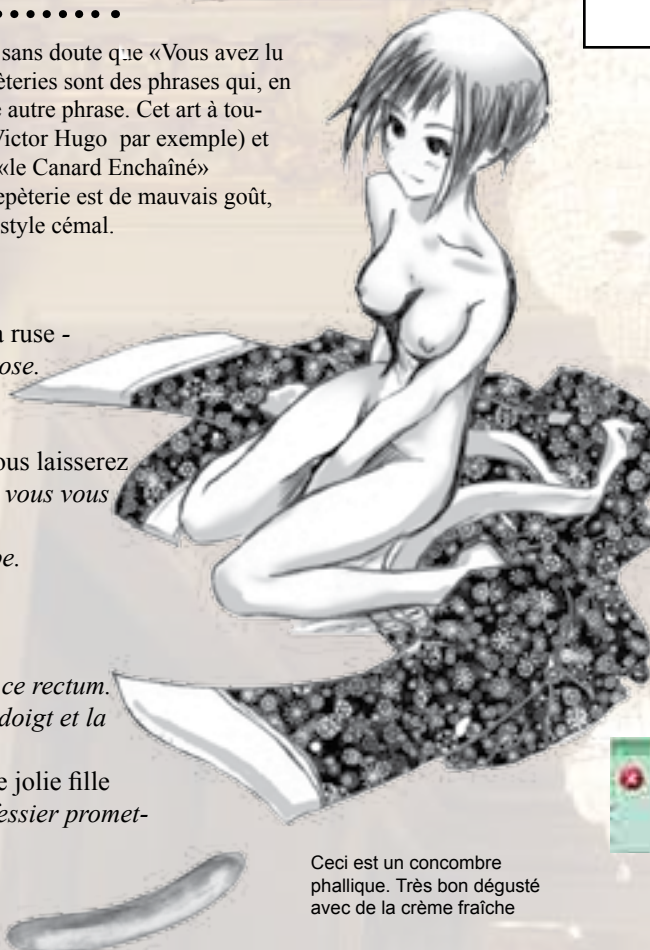 sans doute que «Vous avez lu
èteries sont des phrases qui, en
autre phrase. Cet art à tou-
Victor Hugo par exemple) et
«le Canard Enchaîné»
epèterie est de mauvais goût,
style cémal.
a ruse -
ose.
ous laisserez
vous vous
pe.
ce rectum.
doigt et la
e jolie fille
fessier promet-
Ceci est un concombre
phallique. Très bon dégusté
avec de la crème fraîche